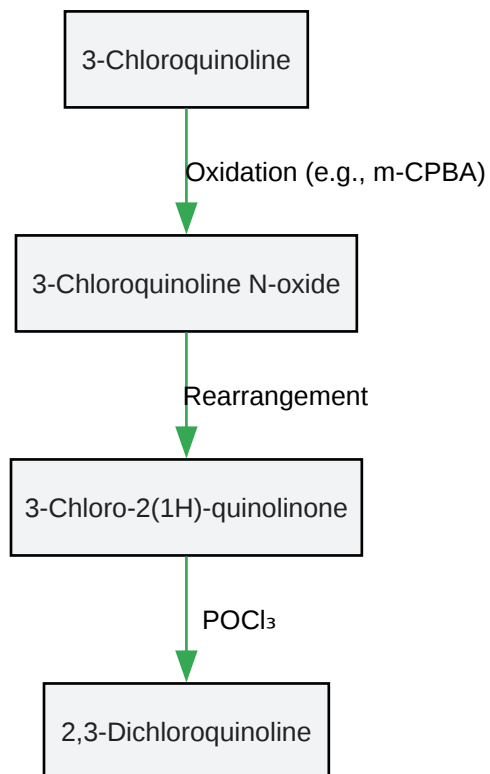 3-Chloroquinoline
Oxidation (e.g., m-CPBA)
3-Chloroquinoline N-oxide
Rearrangement
3-Chloro-2(1H)-quinolinone
POCl₃
2,3-Dichloroquinoline